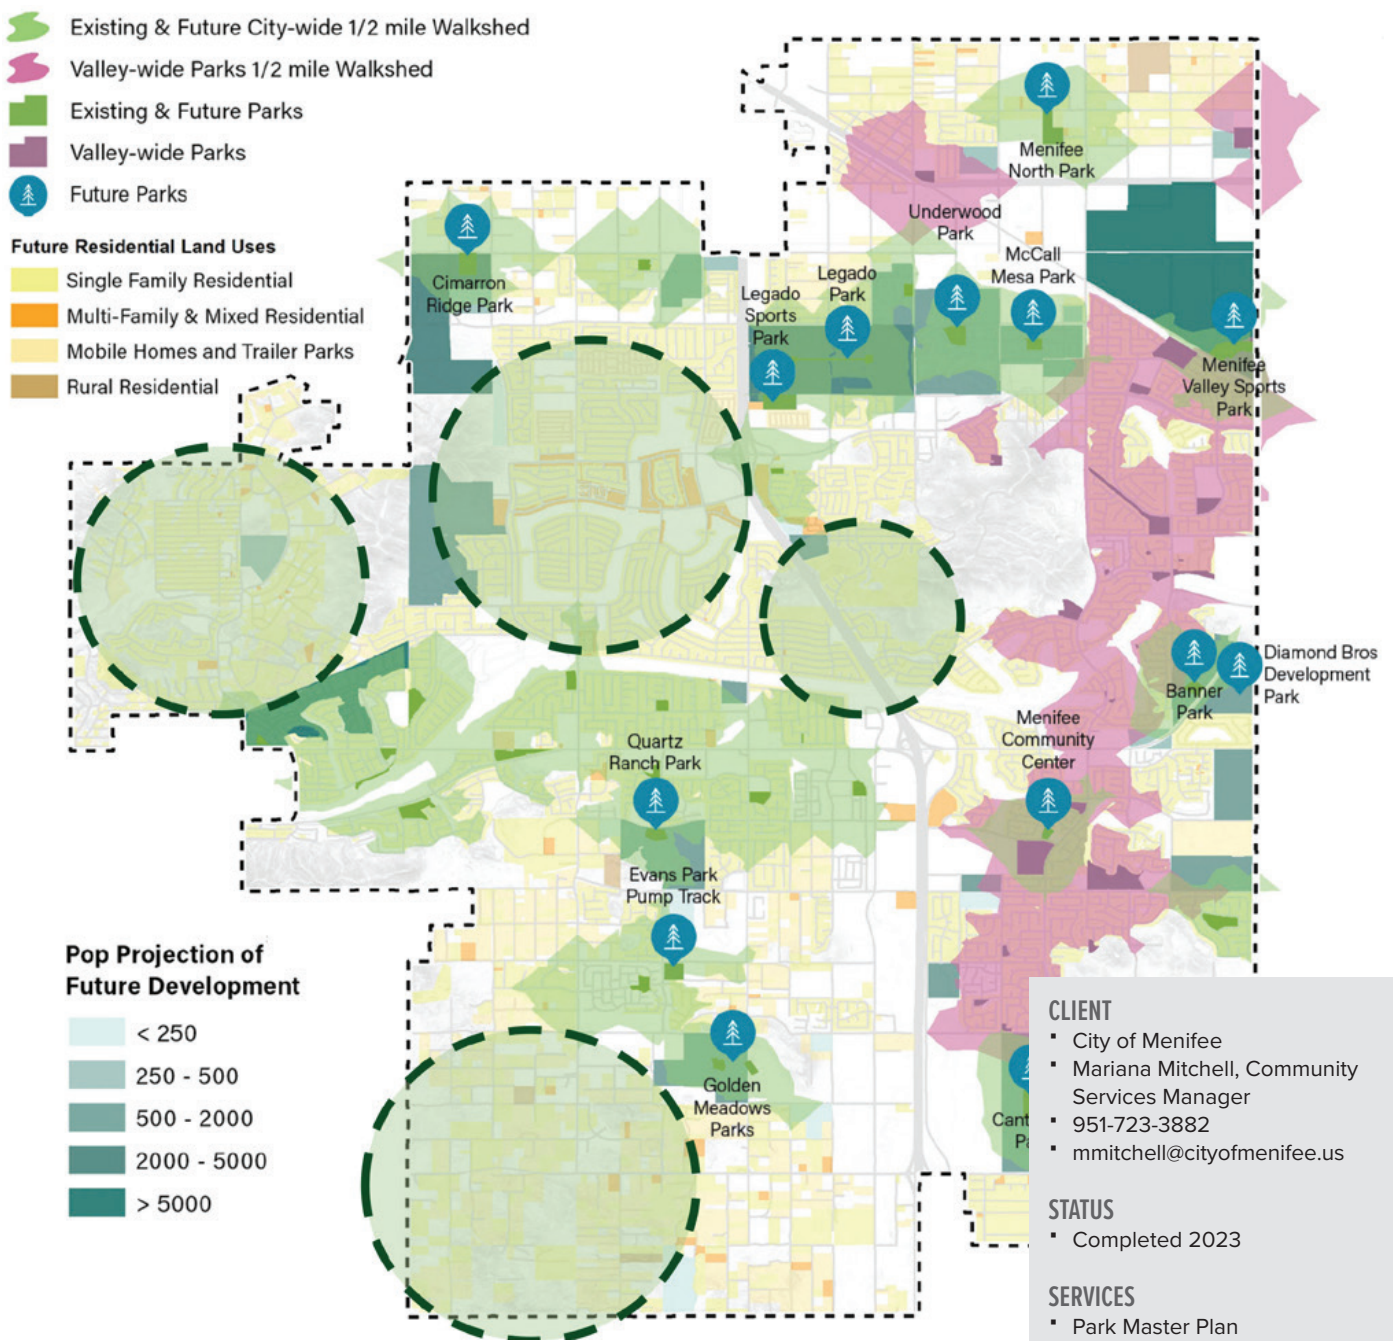 Existing & Future City-wide 1/2 mile Walkshed
Valley-wide Parks 1/2 mile Walkshed
Existing & Future Parks
Valley-wide Parks
Future Parks
Future Residential Land Uses
Single Family Residential
Multi-Family & Mixed Residential
Mobile Homes and Trailer Parks
Rural Residential
Menifee
North Park
Underwood
Park
McCall
Mesa Park
Legado
Park
Legado
Sports
Park
Cimarron
Ridge Park
Menifee
Valley Sports
Park
Diamond Bros
Development
Park
Banner
Park
Menifee
Community
Center
Quartz
Ranch Park
Evans Park
Pump Track
Golden
Meadows
Parks
Pop Projection of
Future Development
< 250
250 - 500
500 - 2000
2000 - 5000
> 5000
CLIENT
▪ City of Menifee
▪ Mariana Mitchell, Community
Services Manager
▪ 951-723-3882
▪ mmitchell@cityofmenifee.us
STATUS
▪ Completed 2023
SERVICES
▪ Park Master Plan